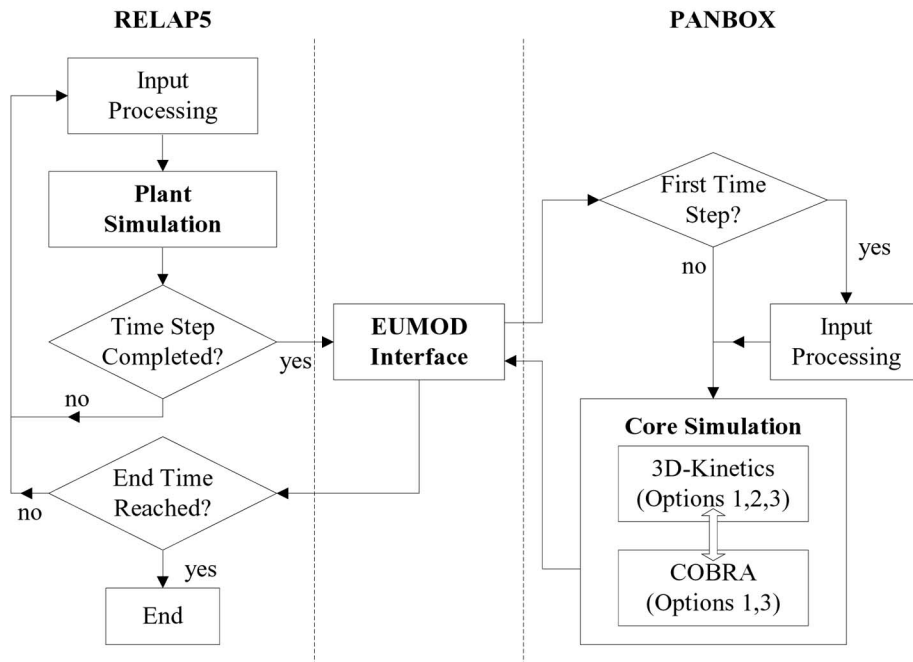 RELAP5
PANBOX
Input
Processing
Plant
Simulation
Time Step
Completed?
yes
no
End Time
Reached?
no
yes
End
EUMOD
Interface
First Time
Step?
yes
no
Input
Processing
Core Simulation
3D-Kinetics
(Options 1,2,3)
COBRA
(Options 1,3)